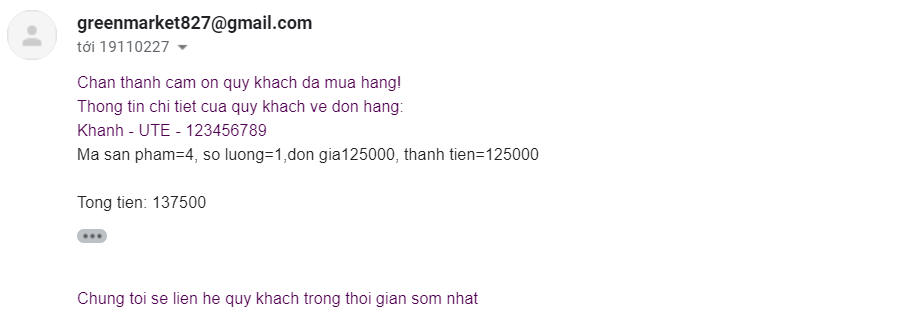 greenmarket827@gmail.com
tới 19110227
Chan thanh cam on quy khach da mua hang!
Thong tin chi tiet cua quy khach ve don hang:
Khanh - UTE - 123456789
Ma san pham=4, so luong=1,don gia125000, thanh tien=125000
Tong tien: 137500
Chung toi se lien he quy khach trong thoi gian som nhat